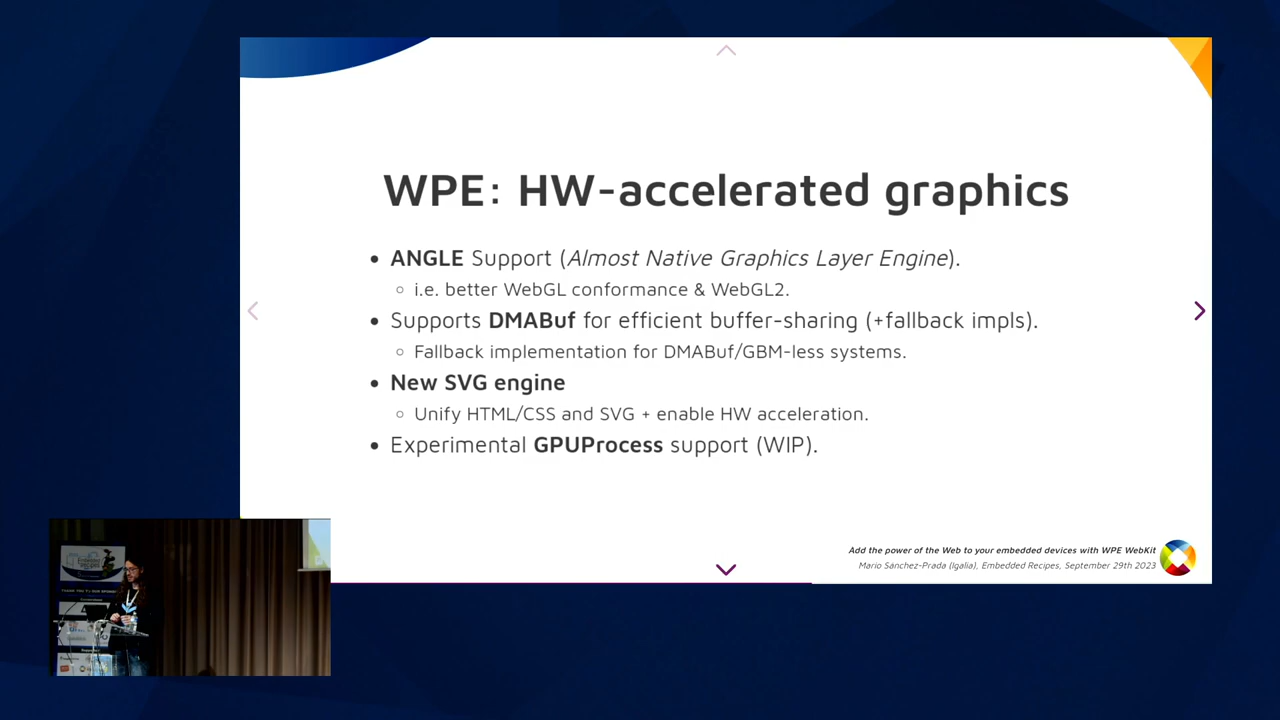 WPE: HW-accelerated graphics
ANGLE Support (Almost Native Graphics Layer Engine).
i.e. better WebGL conformance & WebGL2.
Supports DMABuf for efficient buffer-sharing (+fallback impls).
Fallback implementation for DMABuf/GBM-less systems.
New SVG engine
Unify HTML/CSS and SVG + enable HW acceleration.
Experimental GPUProcess support (WIP).
Add the power of the Web to your embedded devices with WPE WebKit
Mario Sánchez-Prada (Igalia), Embedded Recipes, September 29th 2023